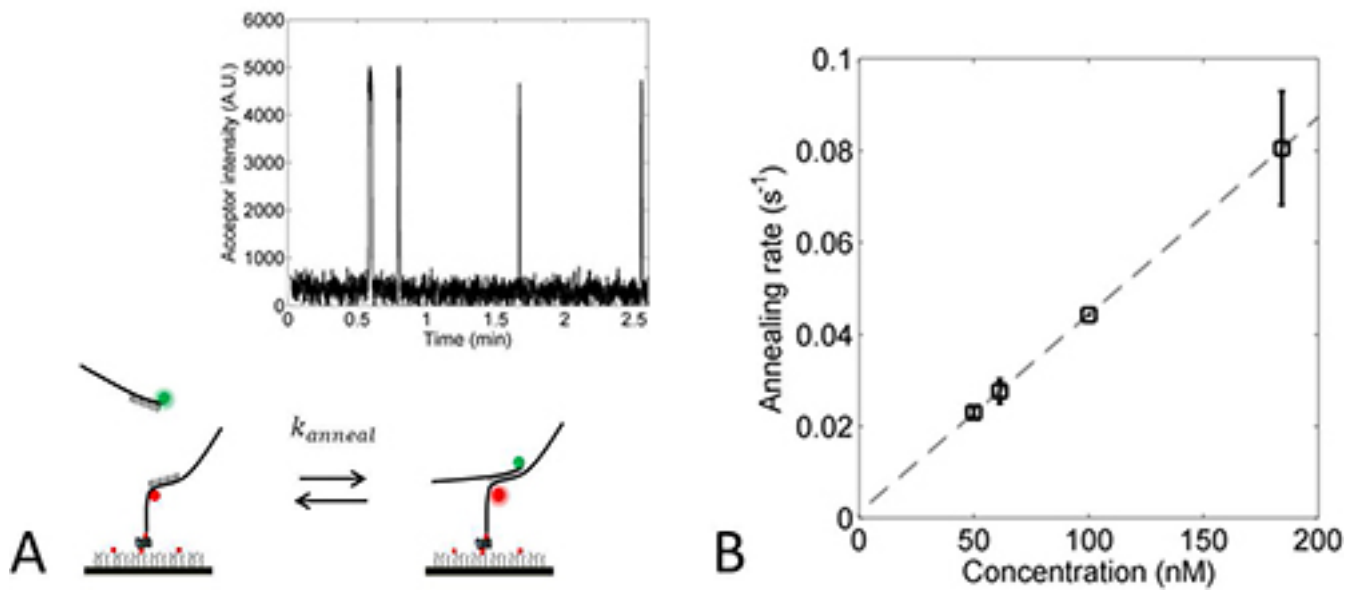 6000
5000
4000
3000
2000
1000
0
Acceptor intensity (A.U.)
0 0.5 1 1.5 2 2.5
Time (min)
k_anneal
A
0.1
0.08
0.06
0.04
0.02
0
Annealing rate (s⁻¹)
0 50 100 150 200
Concentration (nM)
B